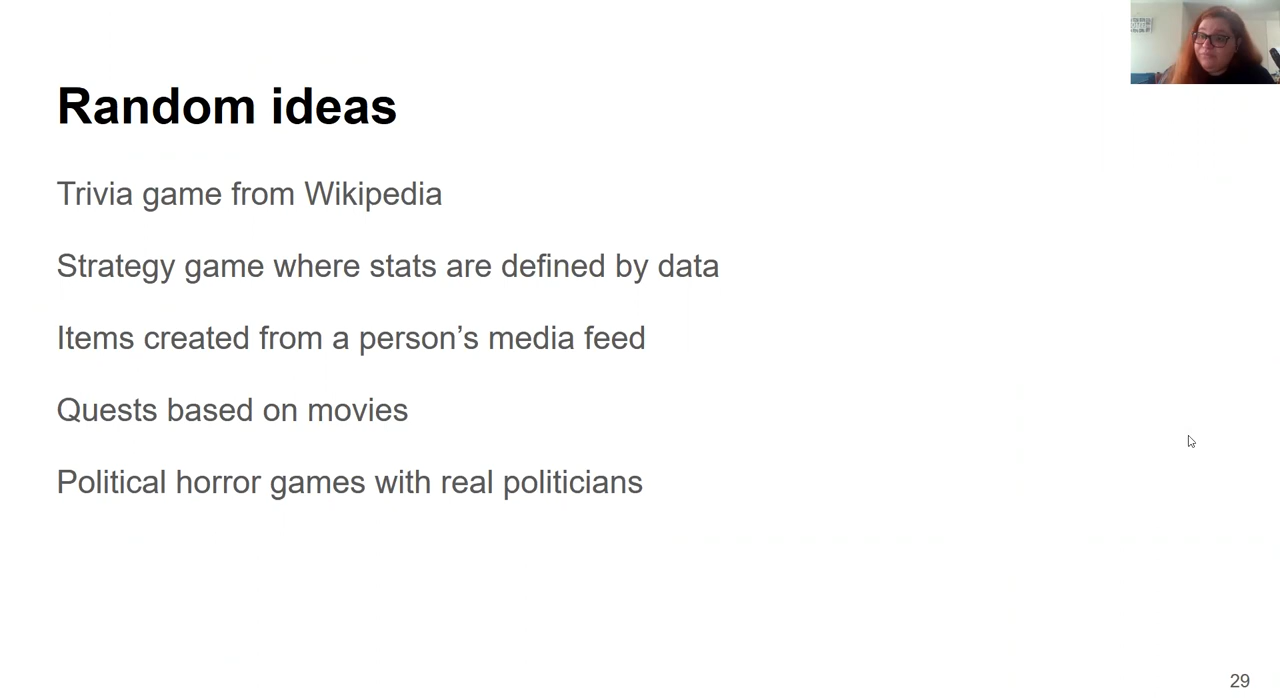 Random ideas
Trivia game from Wikipedia
Strategy game where stats are defined by data
Items created from a person’s media feed
Quests based on movies
Political horror games with real politicians
29